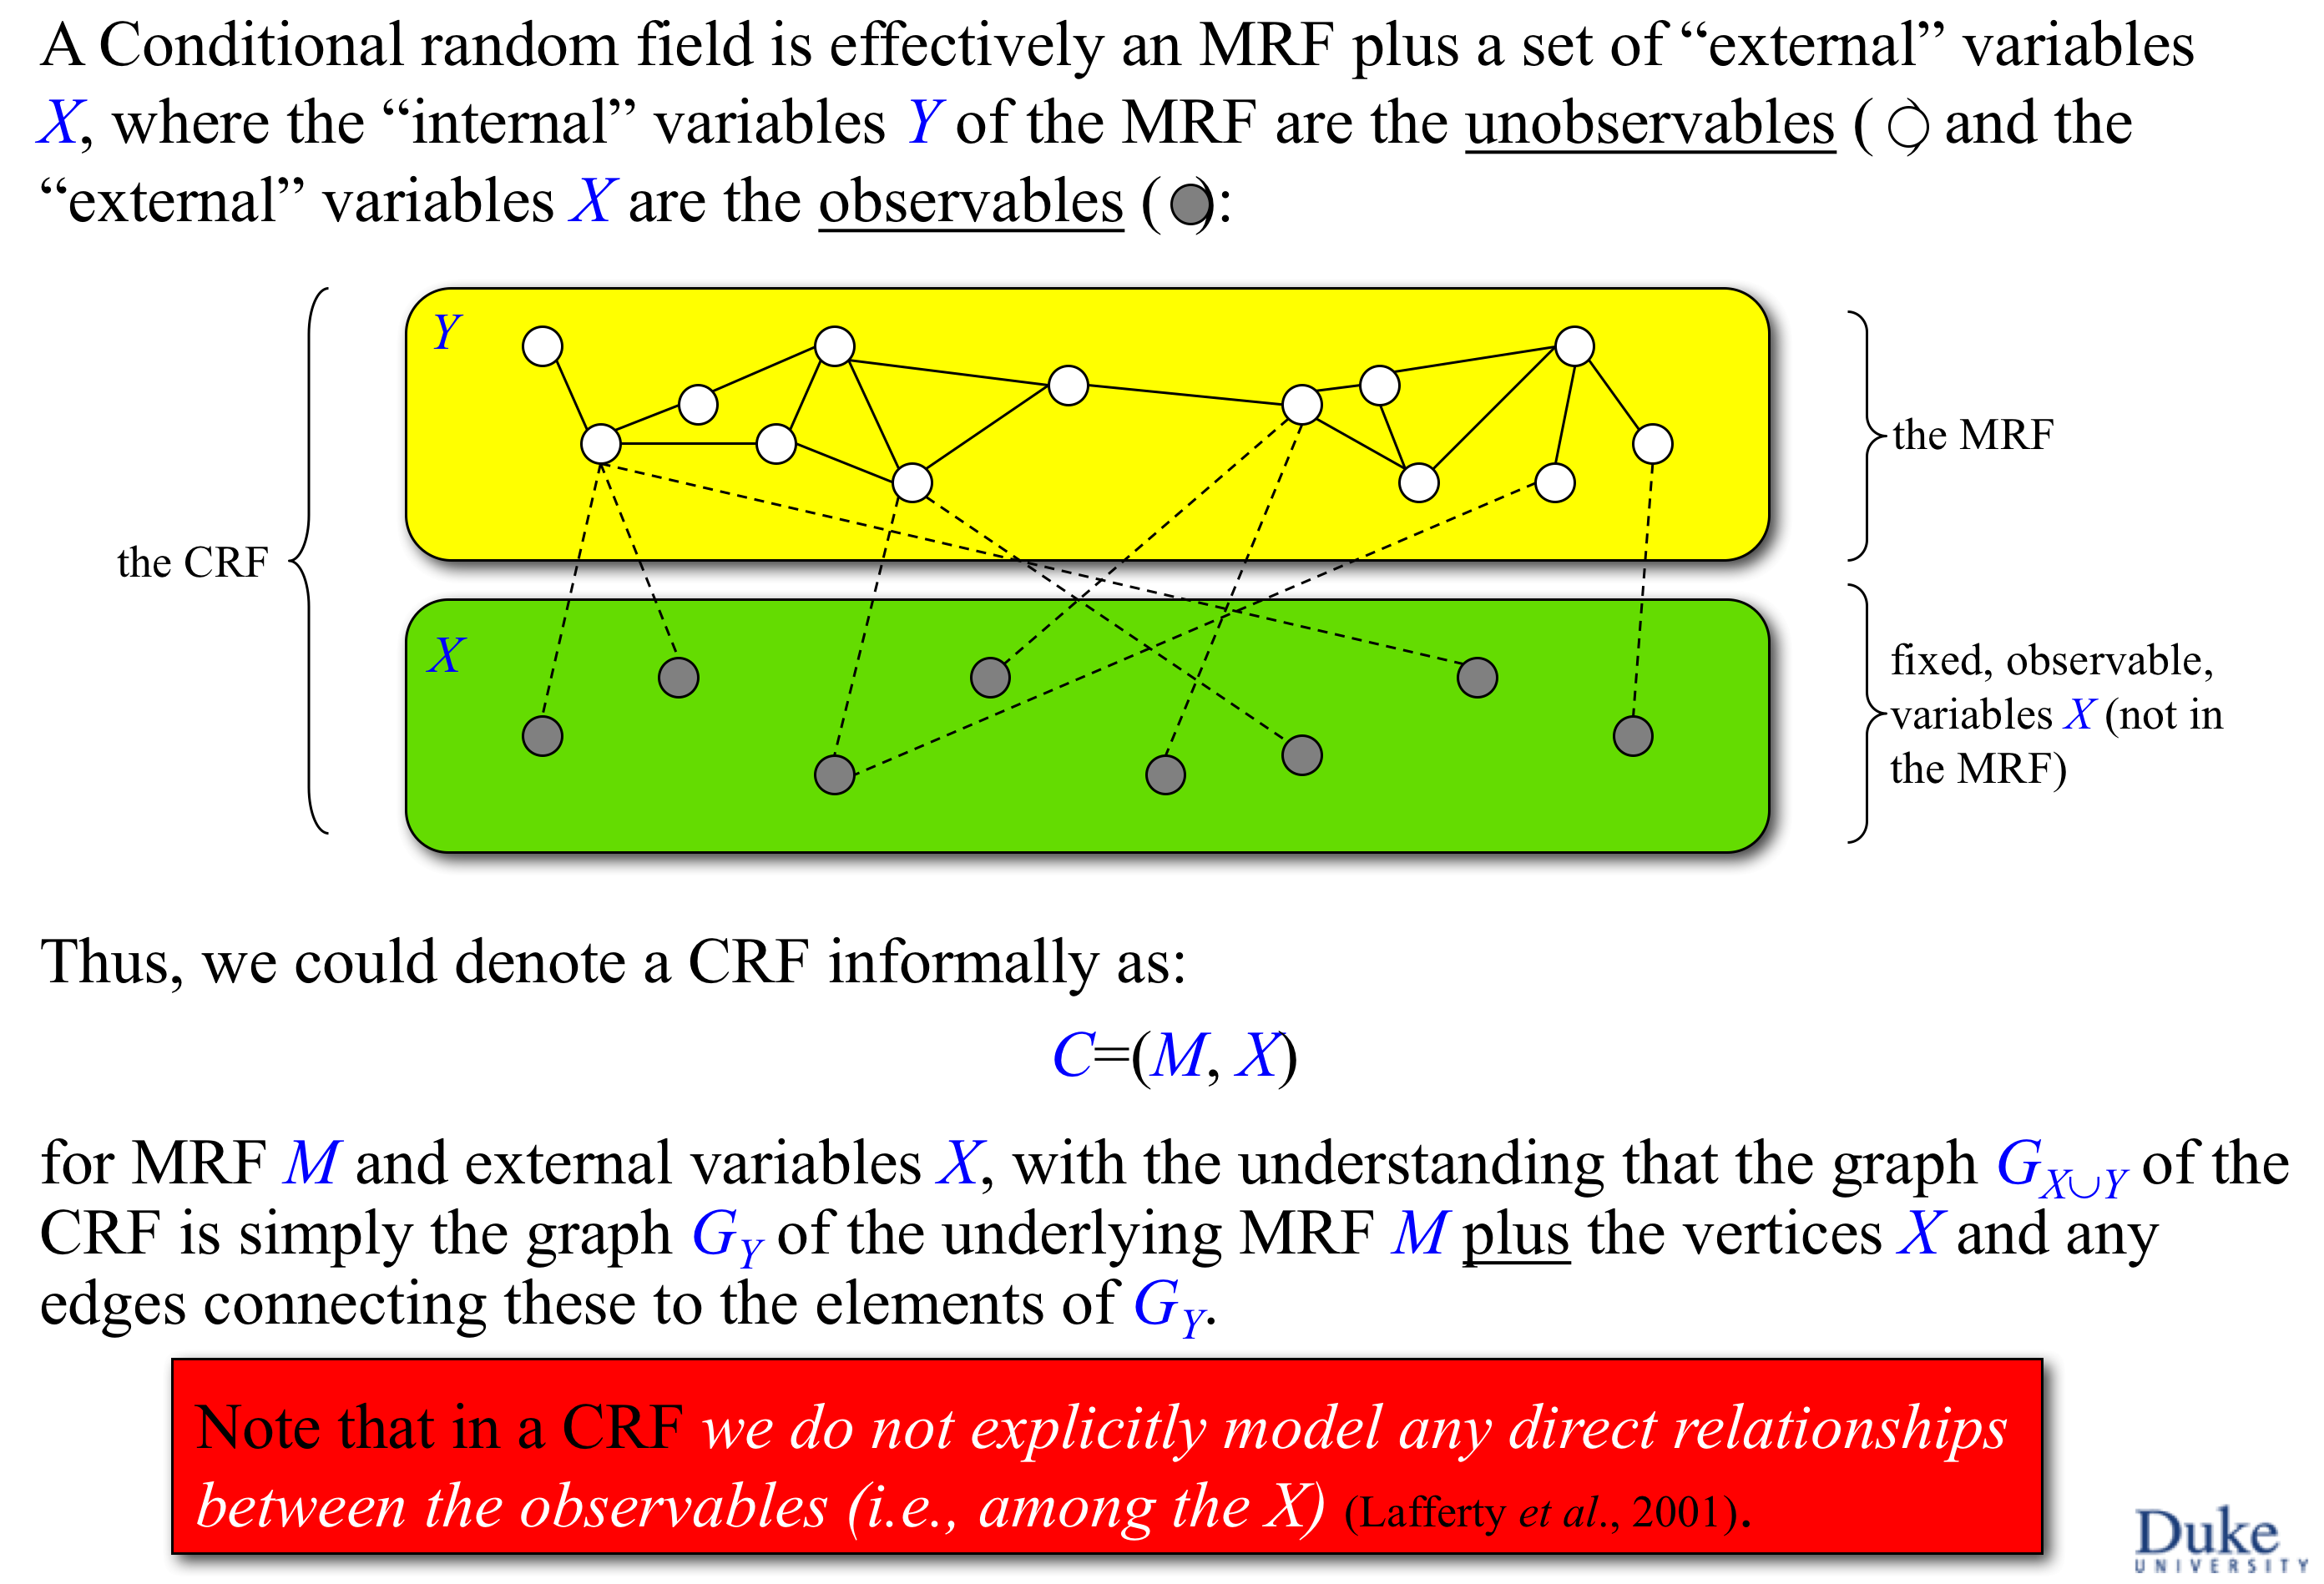 A Conditional random field is effectively an MRF plus a set of “external” variables
X, where the “internal” variables Y of the MRF are the unobservables ( ) and the
“external” variables X are the observables ( ):
Y
the MRF
the CRF
X
fixed, observable,
variables X (not in
the MRF)
Thus, we could denote a CRF informally as:
C=(M, X)
for MRF M and external variables X, with the understanding that the graph G_{X∪Y} of the
CRF is simply the graph G_Y of the underlying MRF M plus the vertices X and any
edges connecting these to the elements of G_Y.
Note that in a CRF we do not explicitly model any direct relationships
between the observables (i.e., among the X) (Lafferty et al., 2001).
Duke
UNIVERSITY